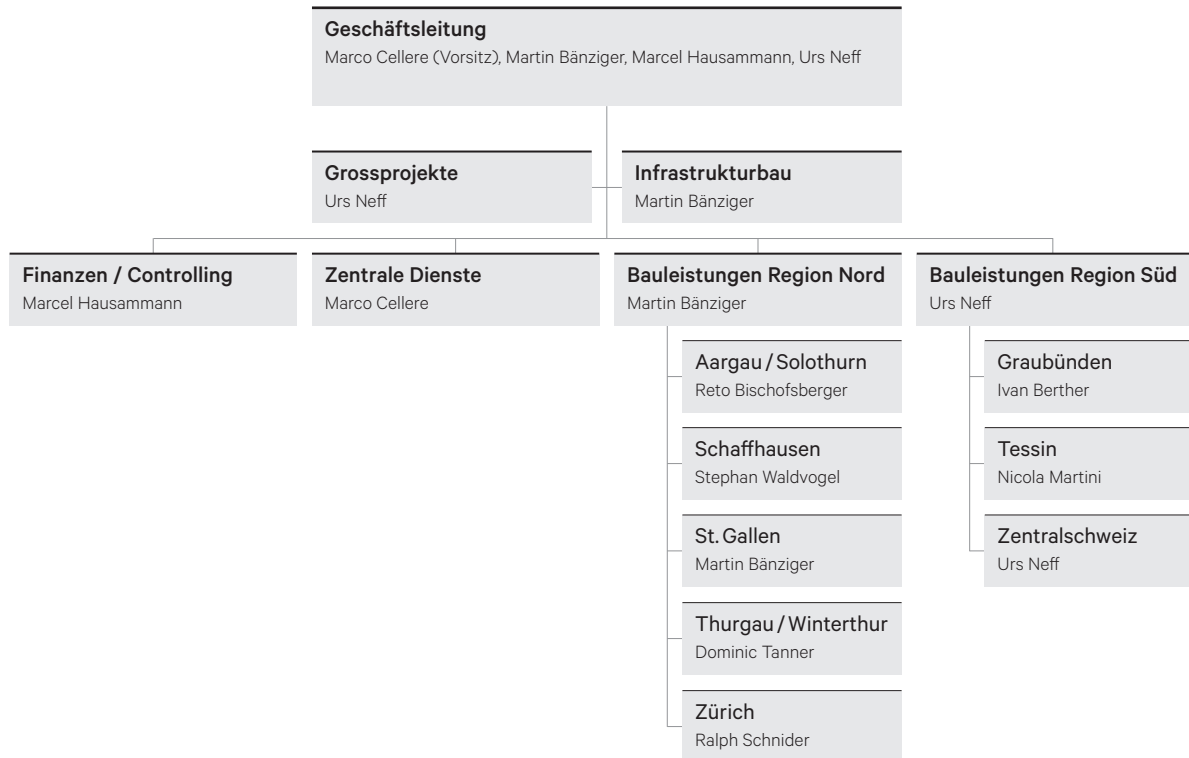 Geschäftsleitung
Marco Cellere (Vorsitz), Martin Bänziger, Marcel Hausammann, Urs Neff
Grossprojekte
Urs Neff
Infrastrukturbau
Martin Bänziger
Finanzen / Controlling
Marcel Hausammann
Zentrale Dienste
Marco Cellere
Bauleistungen Region Nord
Martin Bänziger
Aargau / Solothurn
Reto Bischofsberger
Schaffhausen
Stephan Waldvogel
St. Gallen
Martin Bänziger
Thurgau / Winterthur
Dominic Tanner
Zürich
Ralph Schnider
Bauleistungen Region Süd
Urs Neff
Graubünden
Ivan Berther
Tessin
Nicola Martini
Zentralschweiz
Urs Neff